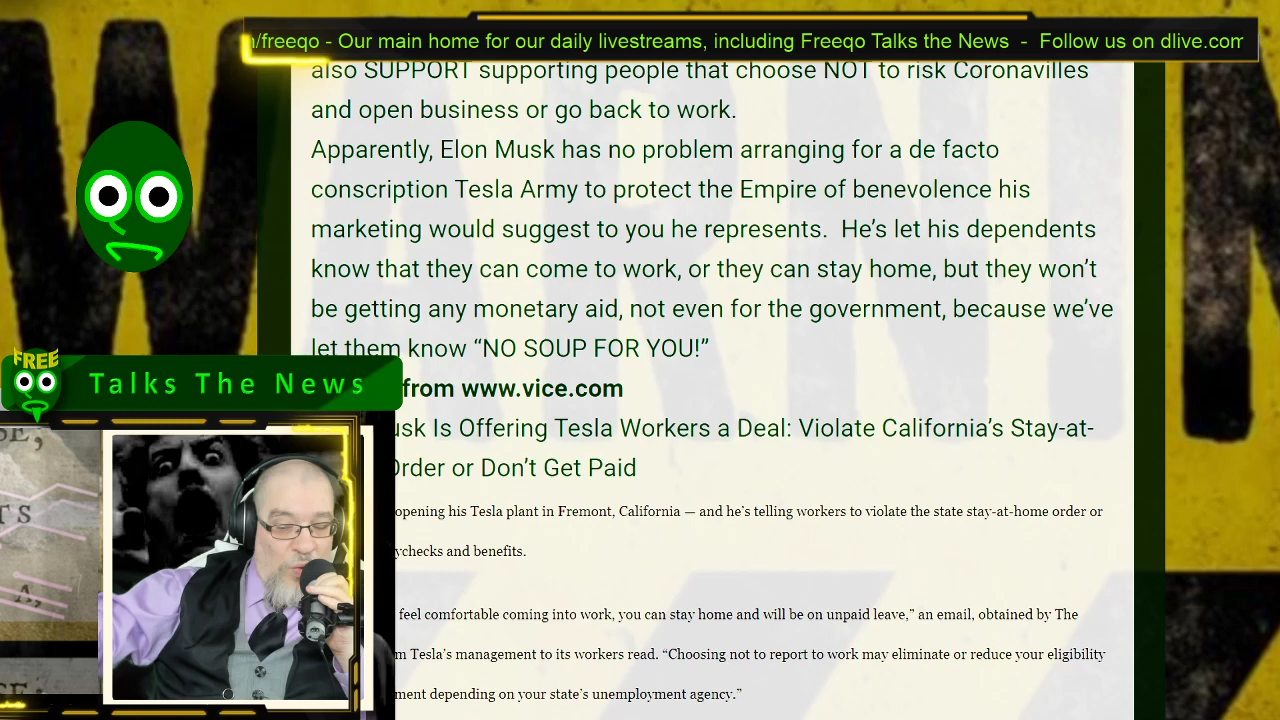 /freeqo - Our main home for our daily livestreams, including Freeqo Talks the News - Follow us on dlive.com
also SUPPORT supporting people that choose NOT to risk Coronavilles
and open business or go back to work.
Apparently, Elon Musk has no problem arranging for a de facto
conscription Tesla Army to protect the Empire of benevolence his
marketing would suggest to you he represents. He’s let his dependents
know that they can come to work, or they can stay home, but they won’t
be getting any monetary aid, not even for the government, because we’ve
let them know “NO SOUP FOR YOU!”
from www.vice.com
usk Is Offering Tesla Workers a Deal: Violate California’s Stay-at-
Order or Don’t Get Paid
opening his Tesla plant in Fremont, California — and he’s telling workers to violate the state stay-at-home order or
ychecks and benefits.
feel comfortable coming into work, you can stay home and will be on unpaid leave,” an email, obtained by The
m Tesla’s management to its workers read. “Choosing not to report to work may eliminate or reduce your eligibility
ment depending on your state’s unemployment agency.”
FREE
Talks The News